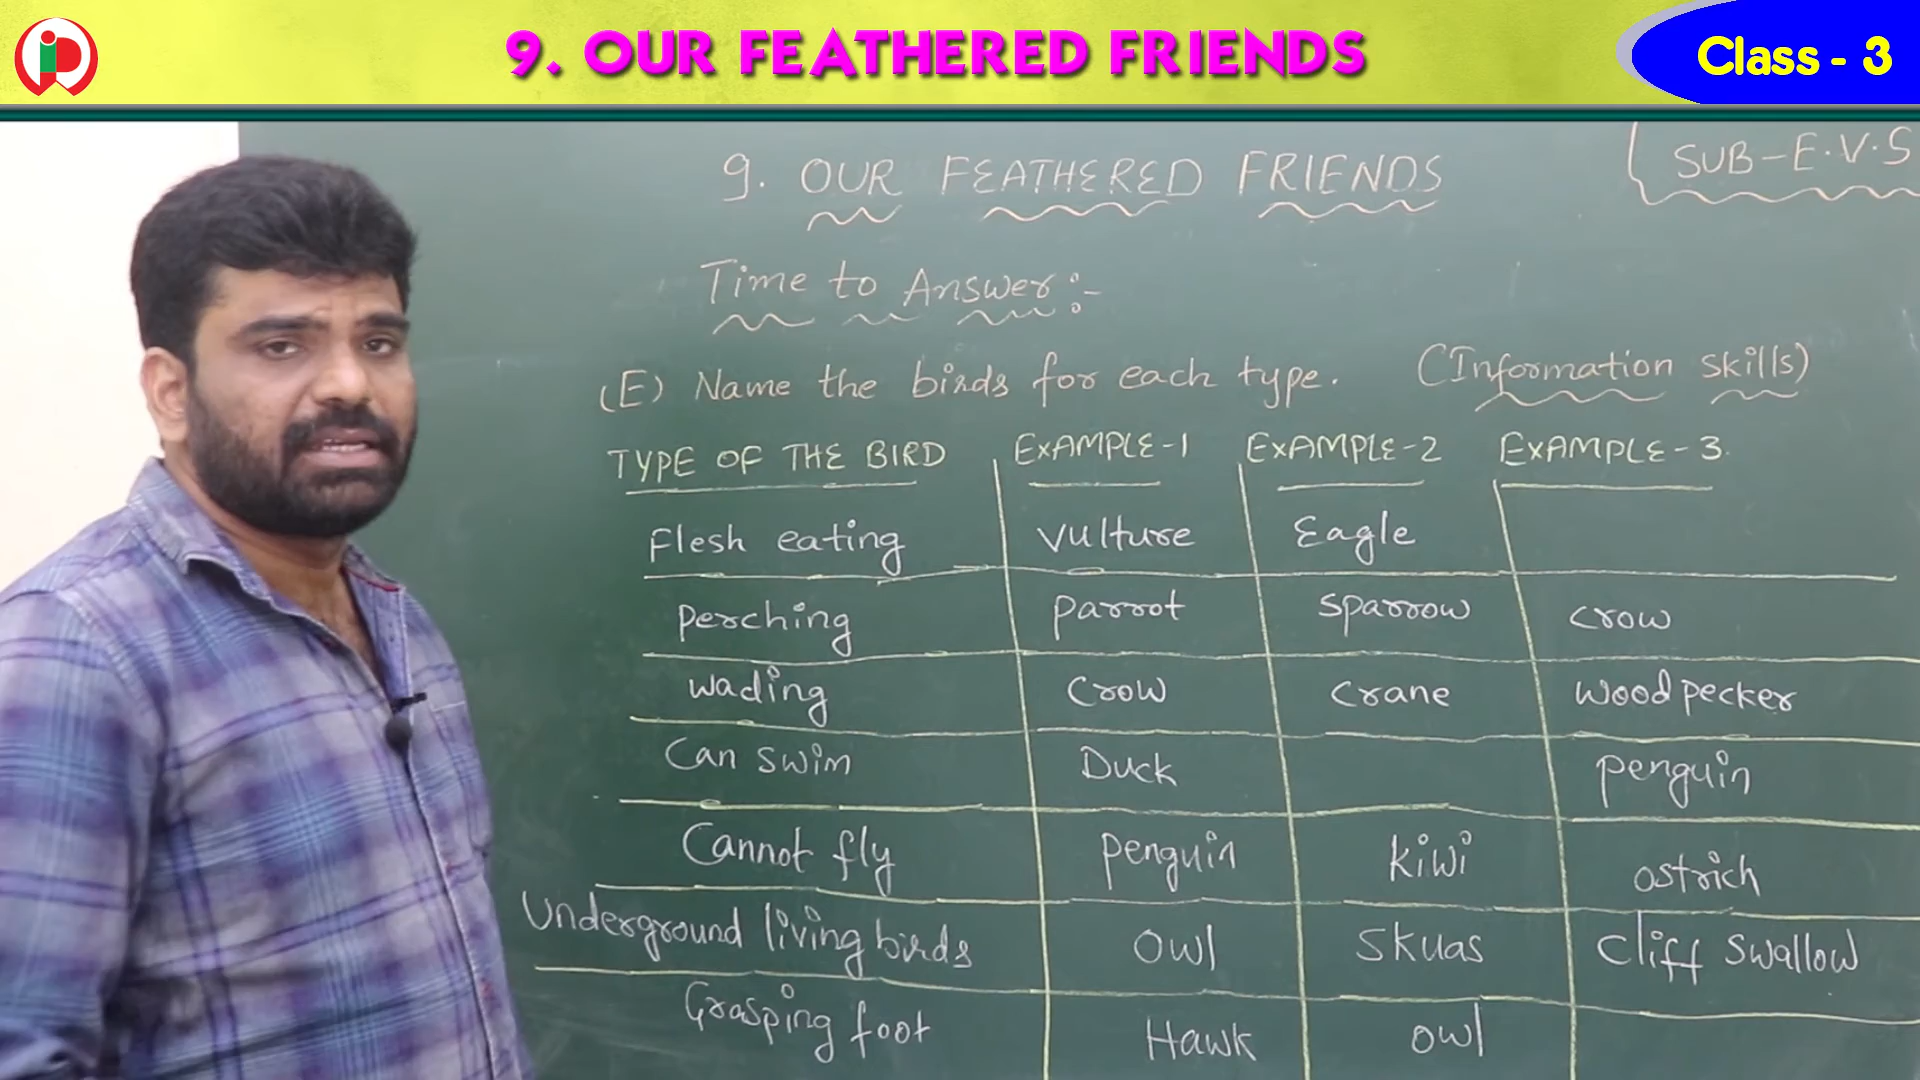 9. OUR FEATHERED FRIENDS
Class - 3
9. OUR FEATHERED FRIENDS
SUB-E.V.S
Time to Answer:-
(E) Name the birds for each type. (Information skills)
TYPE OF THE BIRD EXAMPLE-1 EXAMPLE-2 EXAMPLE-3
Flesh eating Vulture Eagle
Perching parrot sparrow crow
wading Crow crane woodpecker
Can swim Duck penguin
Cannot fly penguin kiwi ostrich
Underground living birds Owl Skuas Cliff Swallow
Grasping foot Hawk owl